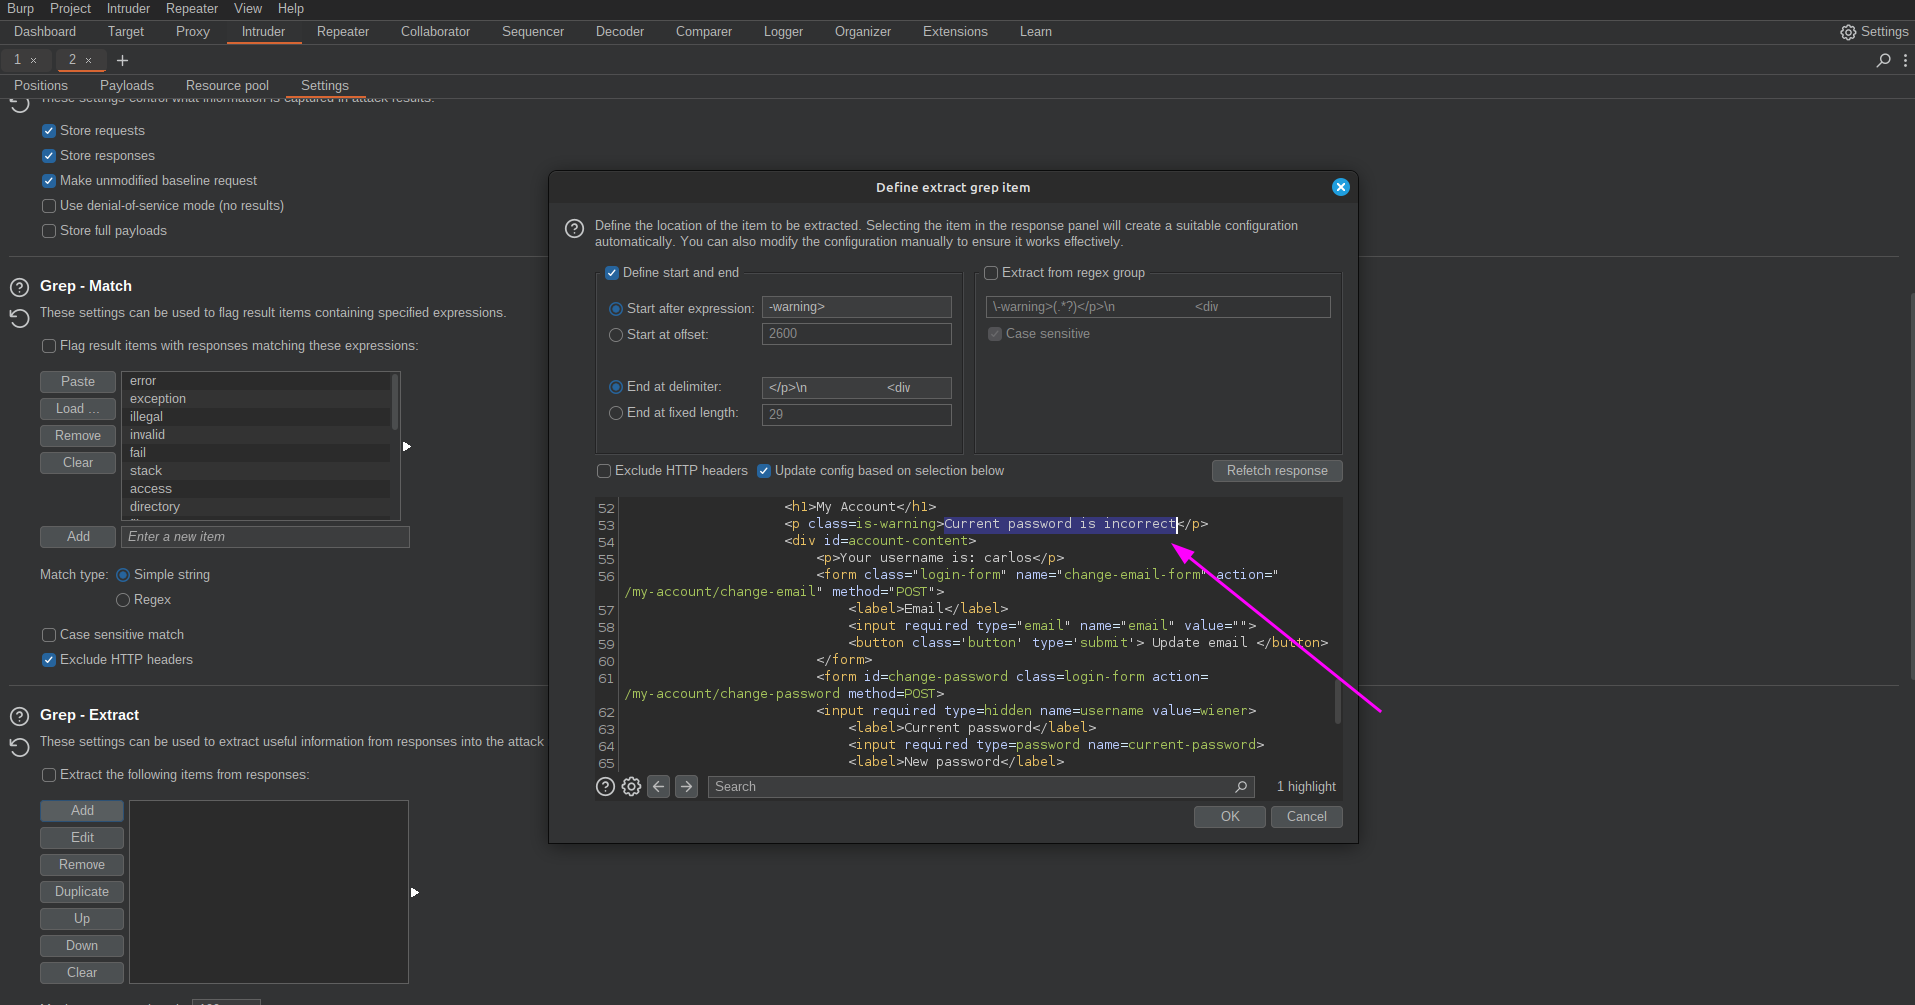 Burp Project Intruder Repeater View Help
Dashboard Target Proxy Intruder Repeater Collaborator Sequencer Decoder Comparer Logger Organizer Extensions Learn Settings
1 × 2 × +
Positions Payloads Resource pool Settings
These settings control what information is captured in attack results.
Store requests
Store responses
Make unmodified baseline request
Use denial-of-service mode (no results)
Store full payloads
Grep - Match
These settings can be used to flag result items containing specified expressions.
Flag result items with responses matching these expressions:
Paste
Load ...
Remove
Clear
error
exception
illegal
invalid
fail
stack
access
directory
Add Enter a new item
Match type: Simple string
Regex
Case sensitive match
Exclude HTTP headers
Grep - Extract
These settings can be used to extract useful information from responses into the attack
Extract the following items from responses:
Add
Edit
Remove
Duplicate
Up
Down
Clear
Define extract grep item
Define the location of the item to be extracted. Selecting the item in the response panel will create a suitable configuration
automatically. You can also modify the configuration manually to ensure it works effectively.
Define start and end
Start after expression: -warning>
Start at offset: 2600
End at delimiter: </p>\n <div
End at fixed length: 29
Extract from regex group
\-warning>(.*?)</p>\n <div
Case sensitive
Exclude HTTP headers Update config based on selection below Refetch response
52 <h1>My Account</h1>
53 <p class=is-warning>Current password is incorrect</p>
54 <div id=account-content>
55 <p>Your username is: carlos</p>
56 <form class="login-form" name="change-email-form" action="
/my-account/change-email" method="POST">
57 <label>Email</label>
58 <input required type="email" name="email" value="">
59 <button class='button' type='submit'> Update email </button>
60 </form>
61 <form id=change-password class=login-form action=
/my-account/change-password method=POST>
62 <input required type=hidden name=username value=wiener>
63 <label>Current password</label>
64 <input required type=password name=current-password>
65 <label>New password</label>
Search 1 highlight
OK Cancel